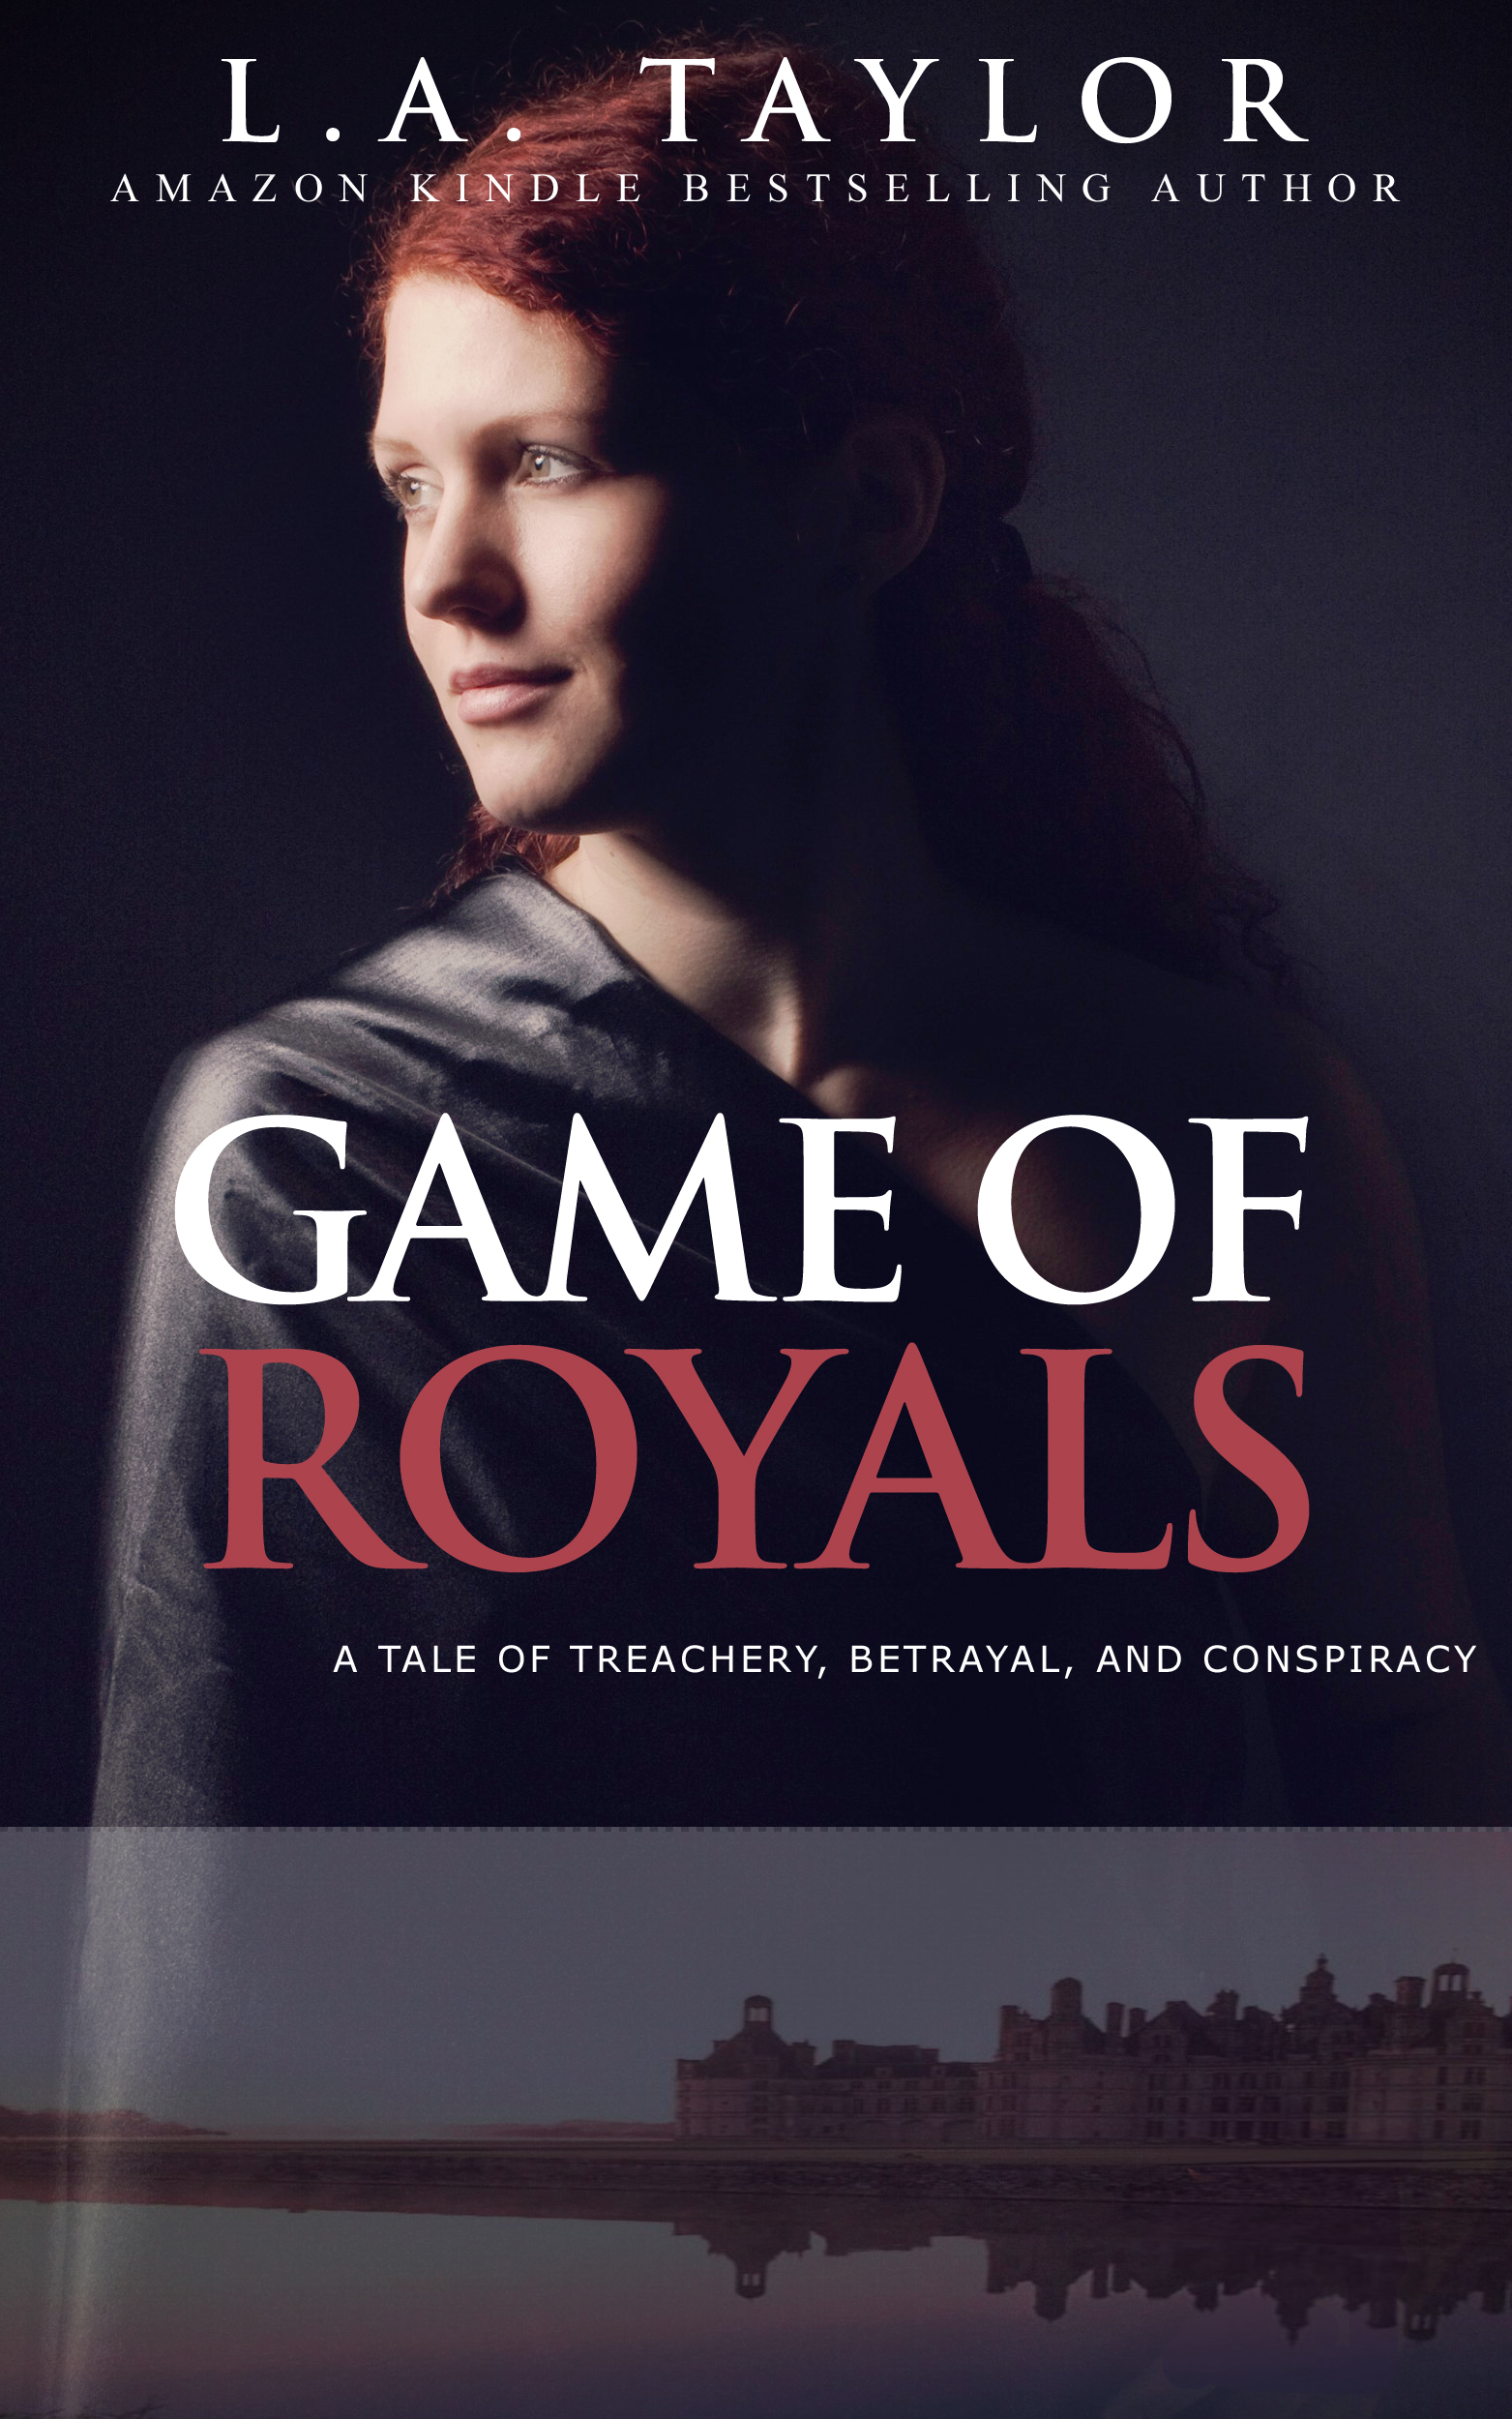 L.A. TAYLOR
AMAZON KINDLE BESTSELLING AUTHOR
GAME OF
ROYALS
A TALE OF TREACHERY, BETRAYAL, AND CONSPIRACY